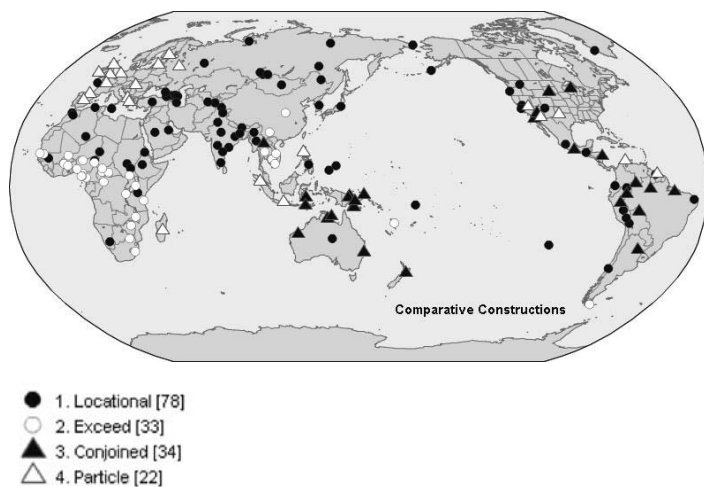 Comparative Constructions
1. Locational [78]
2. Exceed [33]
3. Conjoined [34]
4. Particle [22]